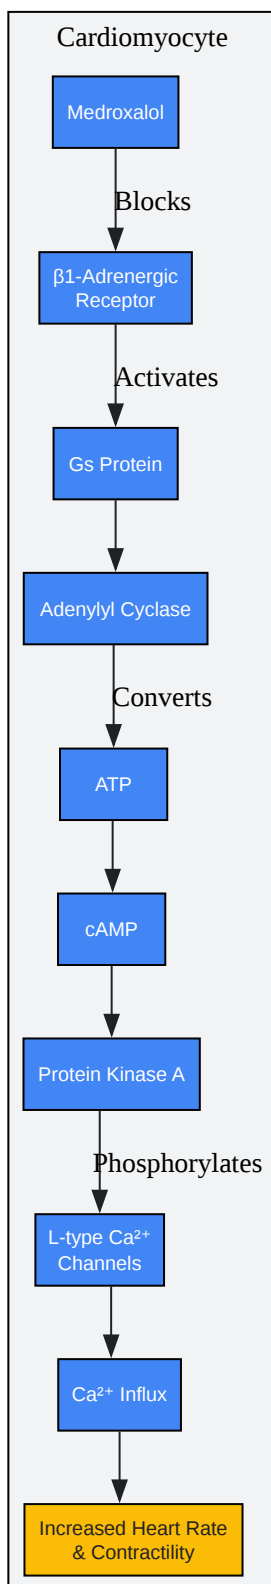 Cardiomyocyte
Medroxalol
Blocks
β1-Adrenergic
Receptor
Activates
Gs Protein
Adenylyl Cyclase
Converts
ATP
cAMP
Protein Kinase A
Phosphorylates
L-type Ca²⁺
Channels
Ca²⁺ Influx
Increased Heart Rate
& Contractility